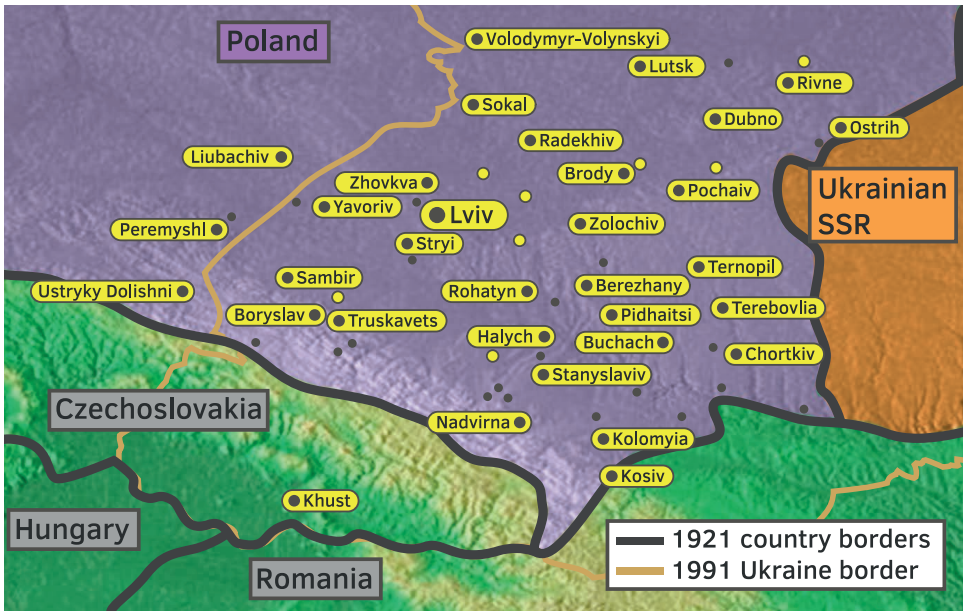 Poland
Volodymyr-Volynskyi
Lutsk
Rivne
Sokal
Dubno
Ostrih
Radekhiv
Liubachiv
Zhovkva
Brody
Pochaiv
Ukrainian
SSR
Yavoriv
Lviv
Zolochiv
Peremyshl
Stryi
Ternopil
Sambir
Ustryky Dolishni
Rohatyn
Berezhany
Boryslav
Truskavets
Pidhaitsi
Terebovlia
Halych
Buchach
Chortkiv
Stanyslaviv
Czechoslovakia
Nadvirna
Kolomyia
Kosiv
Khust
Hungary
Romania
1921 country borders
1991 Ukraine border